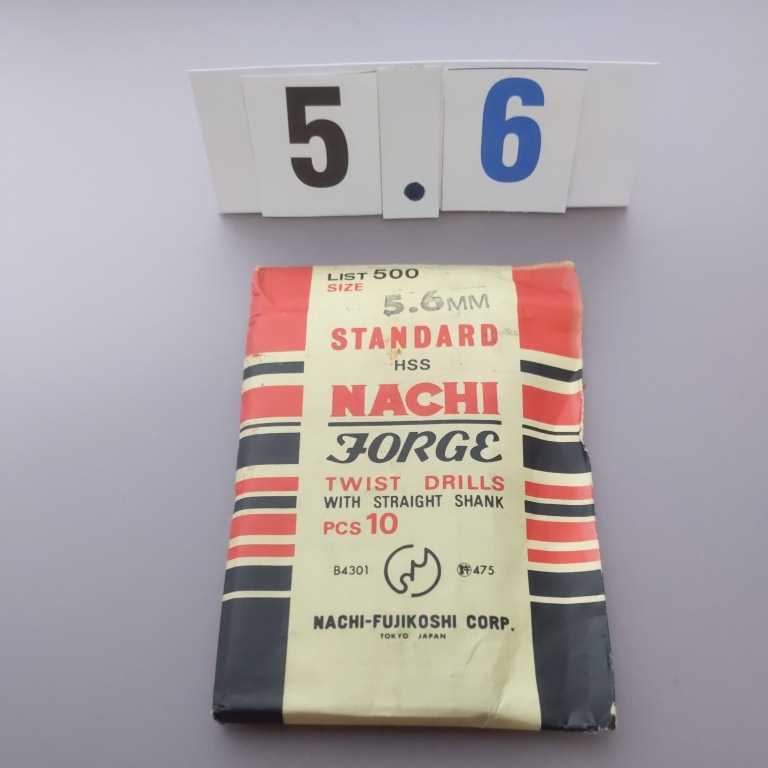 5.6
LIST 500
SIZE
5.6MM
STANDARD
HSS
NACHI
FORGE
TWIST DRILLS
WITH STRAIGHT SHANK
PCS 10
B4301 475
NACHI-FUJIKOSHI CORP.
TOKYO JAPAN